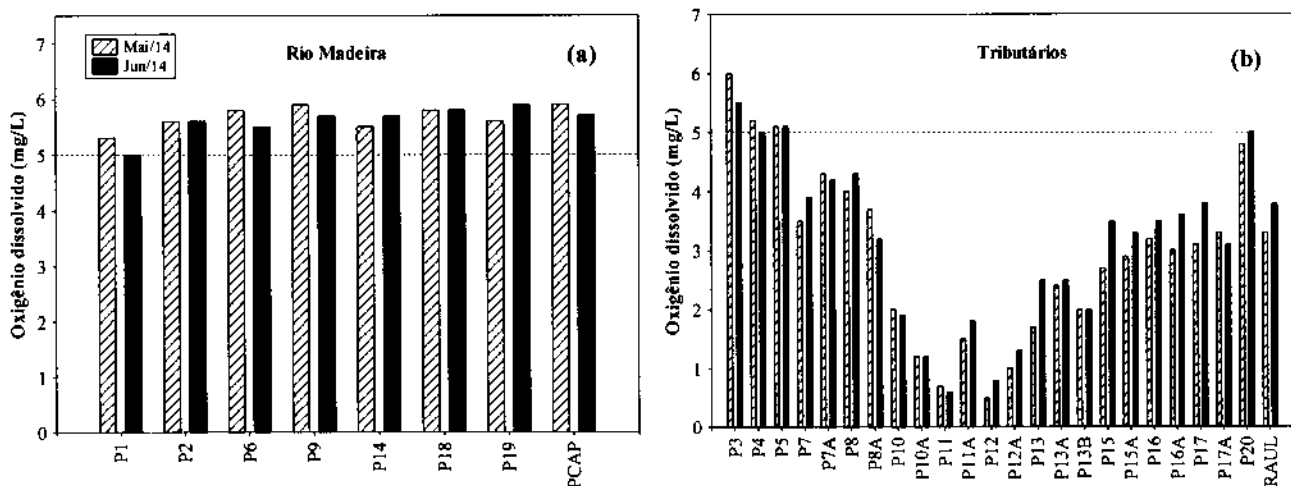 Rio Madeira
(a)
Mai/14
Jun/14
Oxigênio dissolvido (mg/L)
7
6
5
4
3
2
1
0
P1
P2
P6
P9
P14
P18
P19
PCAP
Tributários
(b)
Oxigênio dissolvido (mg/L)
7
6
5
4
3
2
1
0
P3
P4
P5
P7
P7A
P8
P8A
P10
P10A
P11
P11A
P12
P12A
P13
P13A
P13B
P15
P15A
P16
P16A
P17
P17A
P20
RAUL